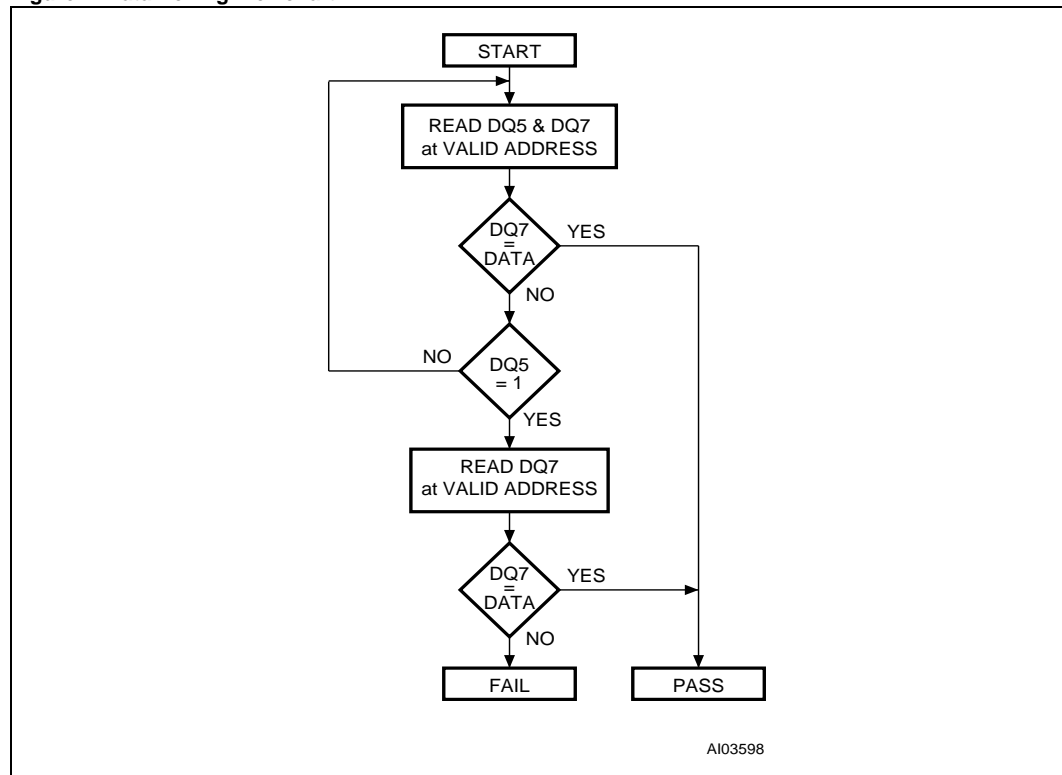 START
READ DQ5 & DQ7
at VALID ADDRESS
DQ7
=
DATA
YES
NO
DQ5
= 1
NO
YES
READ DQ7
at VALID ADDRESS
DQ7
=
DATA
YES
NO
FAIL
PASS
AI03598